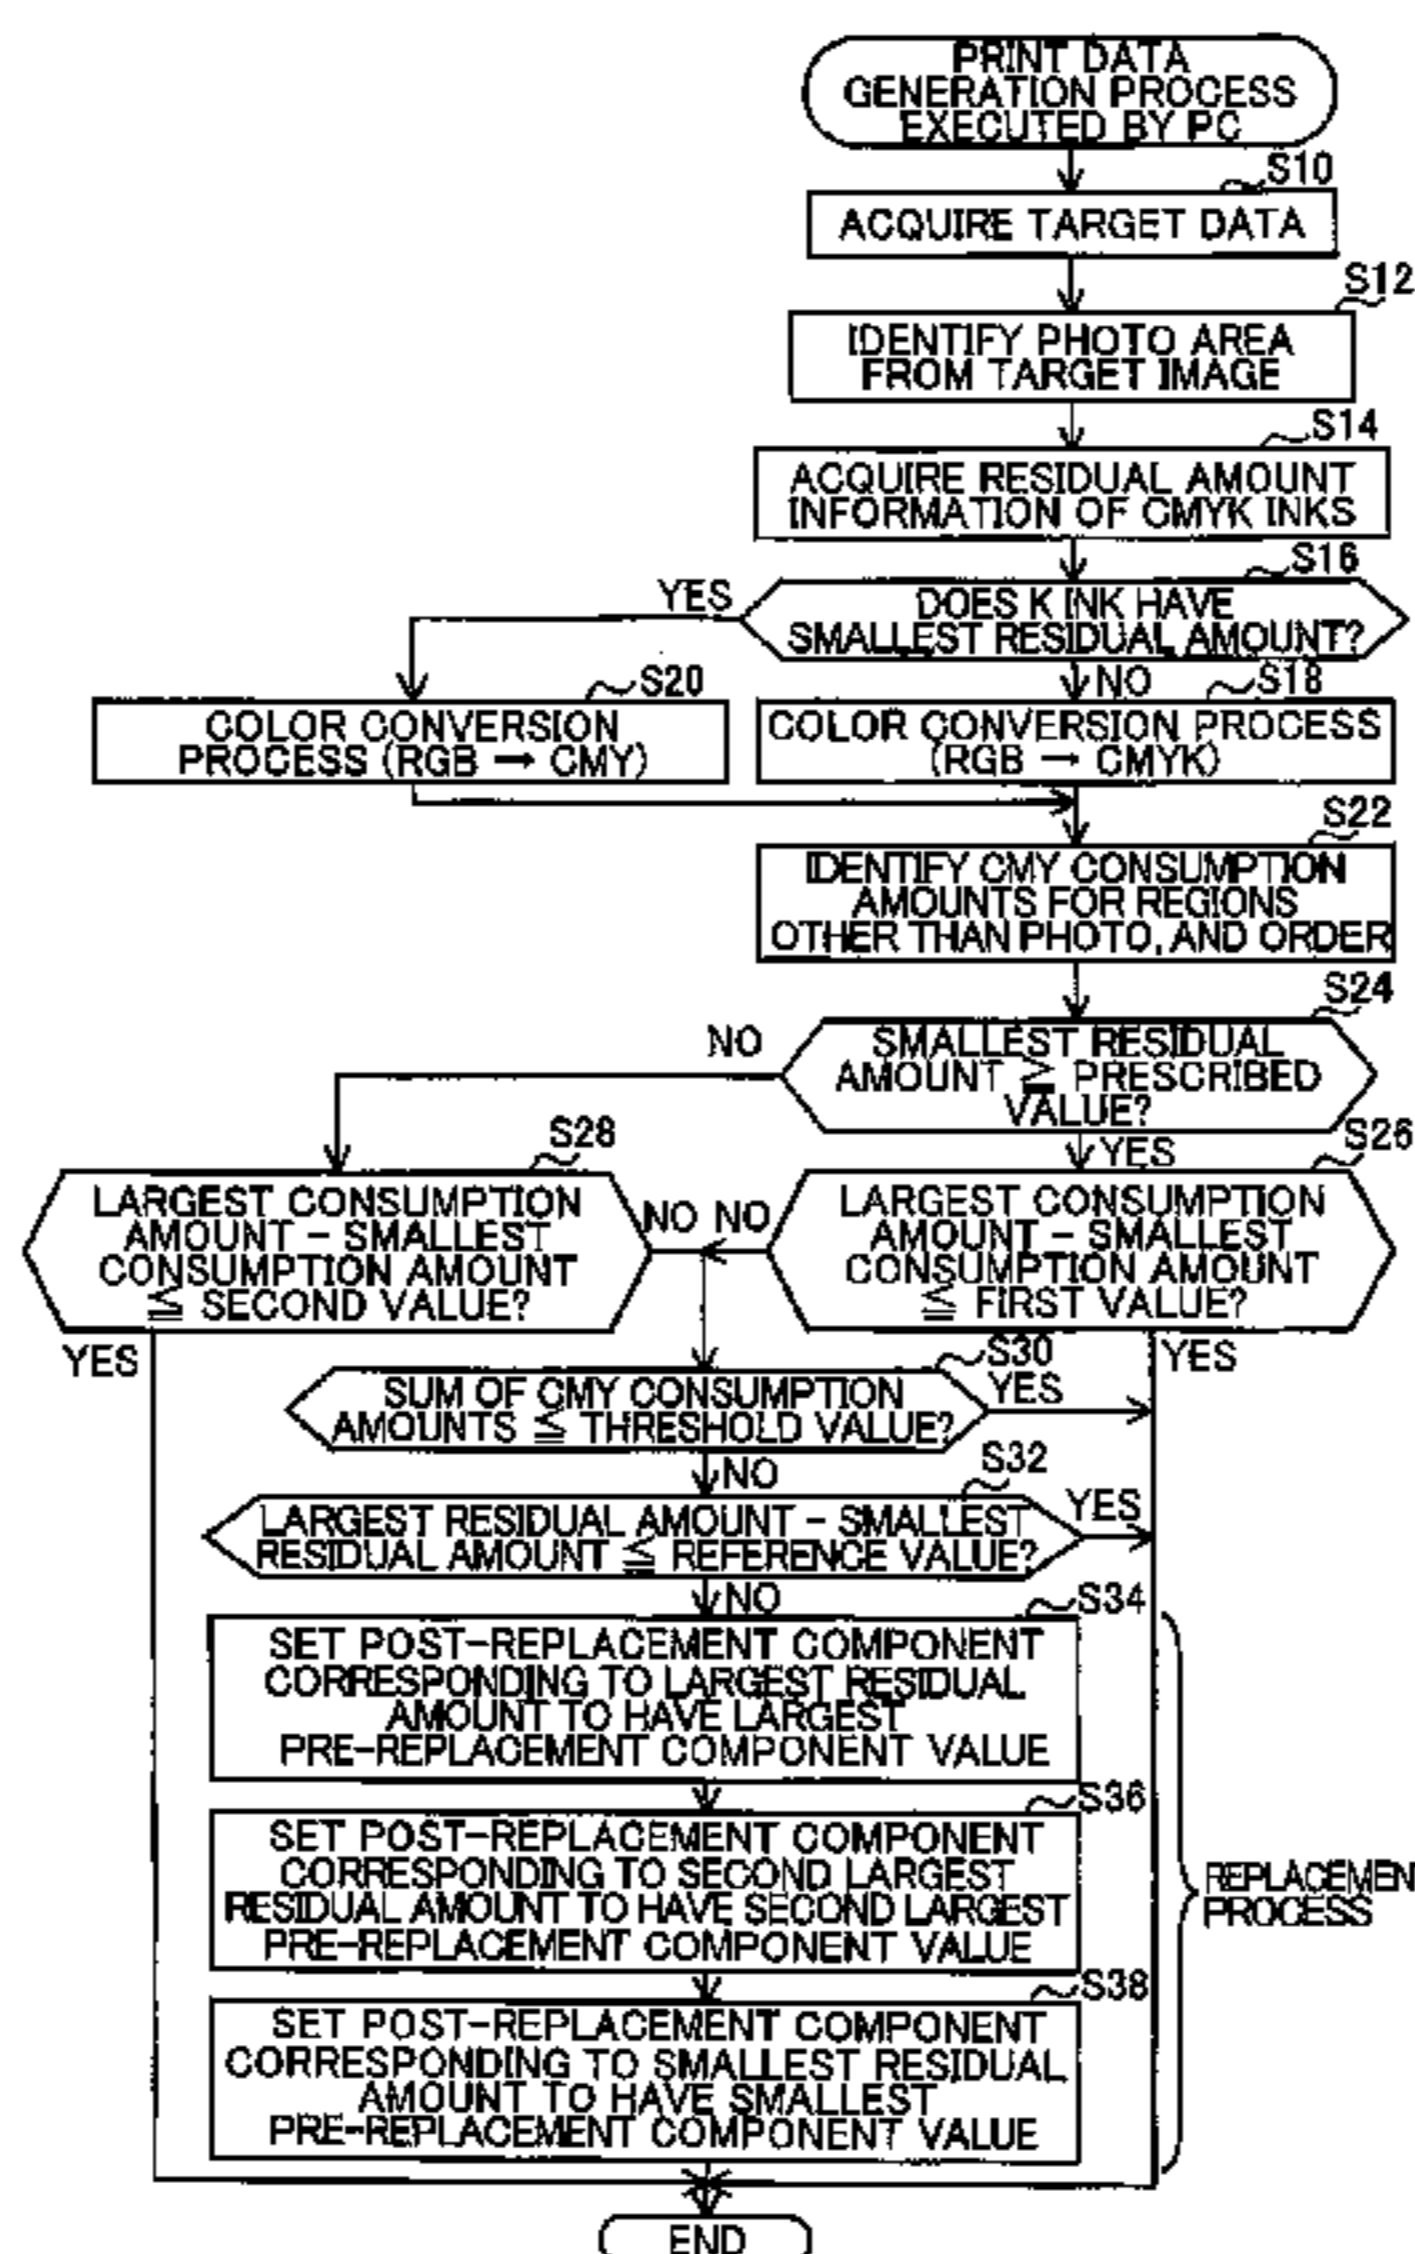 PRINT DATA
GENERATION PROCESS
EXECUTED BY PC
S10
ACQUIRE TARGET DATA
S12
IDENTIFY PHOTO AREA
FROM TARGET IMAGE
S14
ACQUIRE RESIDUAL AMOUNT
INFORMATION OF CMYK INKS
S16
YES
DOES K INK HAVE
SMALLEST RESIDUAL AMOUNT?
S20
NO
S18
COLOR CONVERSION
PROCESS (RGB → CMY)
COLOR CONVERSION PROCESS
(RGB → CMYK)
S22
IDENTIFY CMY CONSUMPTION
AMOUNTS FOR REGIONS
OTHER THAN PHOTO, AND ORDER
S24
NO
SMALLEST RESIDUAL
AMOUNT ≧ PRESCRIBED
VALUE?
S28
YES
S26
LARGEST CONSUMPTION
AMOUNT – SMALLEST
CONSUMPTION AMOUNT
≦ SECOND VALUE?
NO
NO
LARGEST CONSUMPTION
AMOUNT – SMALLEST
CONSUMPTION AMOUNT
≦ FIRST VALUE?
YES
S30
YES
SUM OF CMY CONSUMPTION
AMOUNTS ≦ THRESHOLD VALUE?
YES
NO
S32
LARGEST RESIDUAL AMOUNT – SMALLEST
RESIDUAL AMOUNT ≦ REFERENCE VALUE?
YES
NO
S34
SET POST-REPLACEMENT COMPONENT
CORRESPONDING TO LARGEST RESIDUAL
AMOUNT TO HAVE LARGEST
PRE-REPLACEMENT COMPONENT VALUE
S36
SET POST-REPLACEMENT COMPONENT
CORRESPONDING TO SECOND LARGEST
RESIDUAL AMOUNT TO HAVE SECOND LARGEST
PRE-REPLACEMENT COMPONENT VALUE
REPLACEMEN
PROCESS
S38
SET POST-REPLACEMENT COMPONENT
CORRESPONDING TO SMALLEST RESIDUAL
AMOUNT TO HAVE SMALLEST
PRE-REPLACEMENT COMPONENT VALUE
END